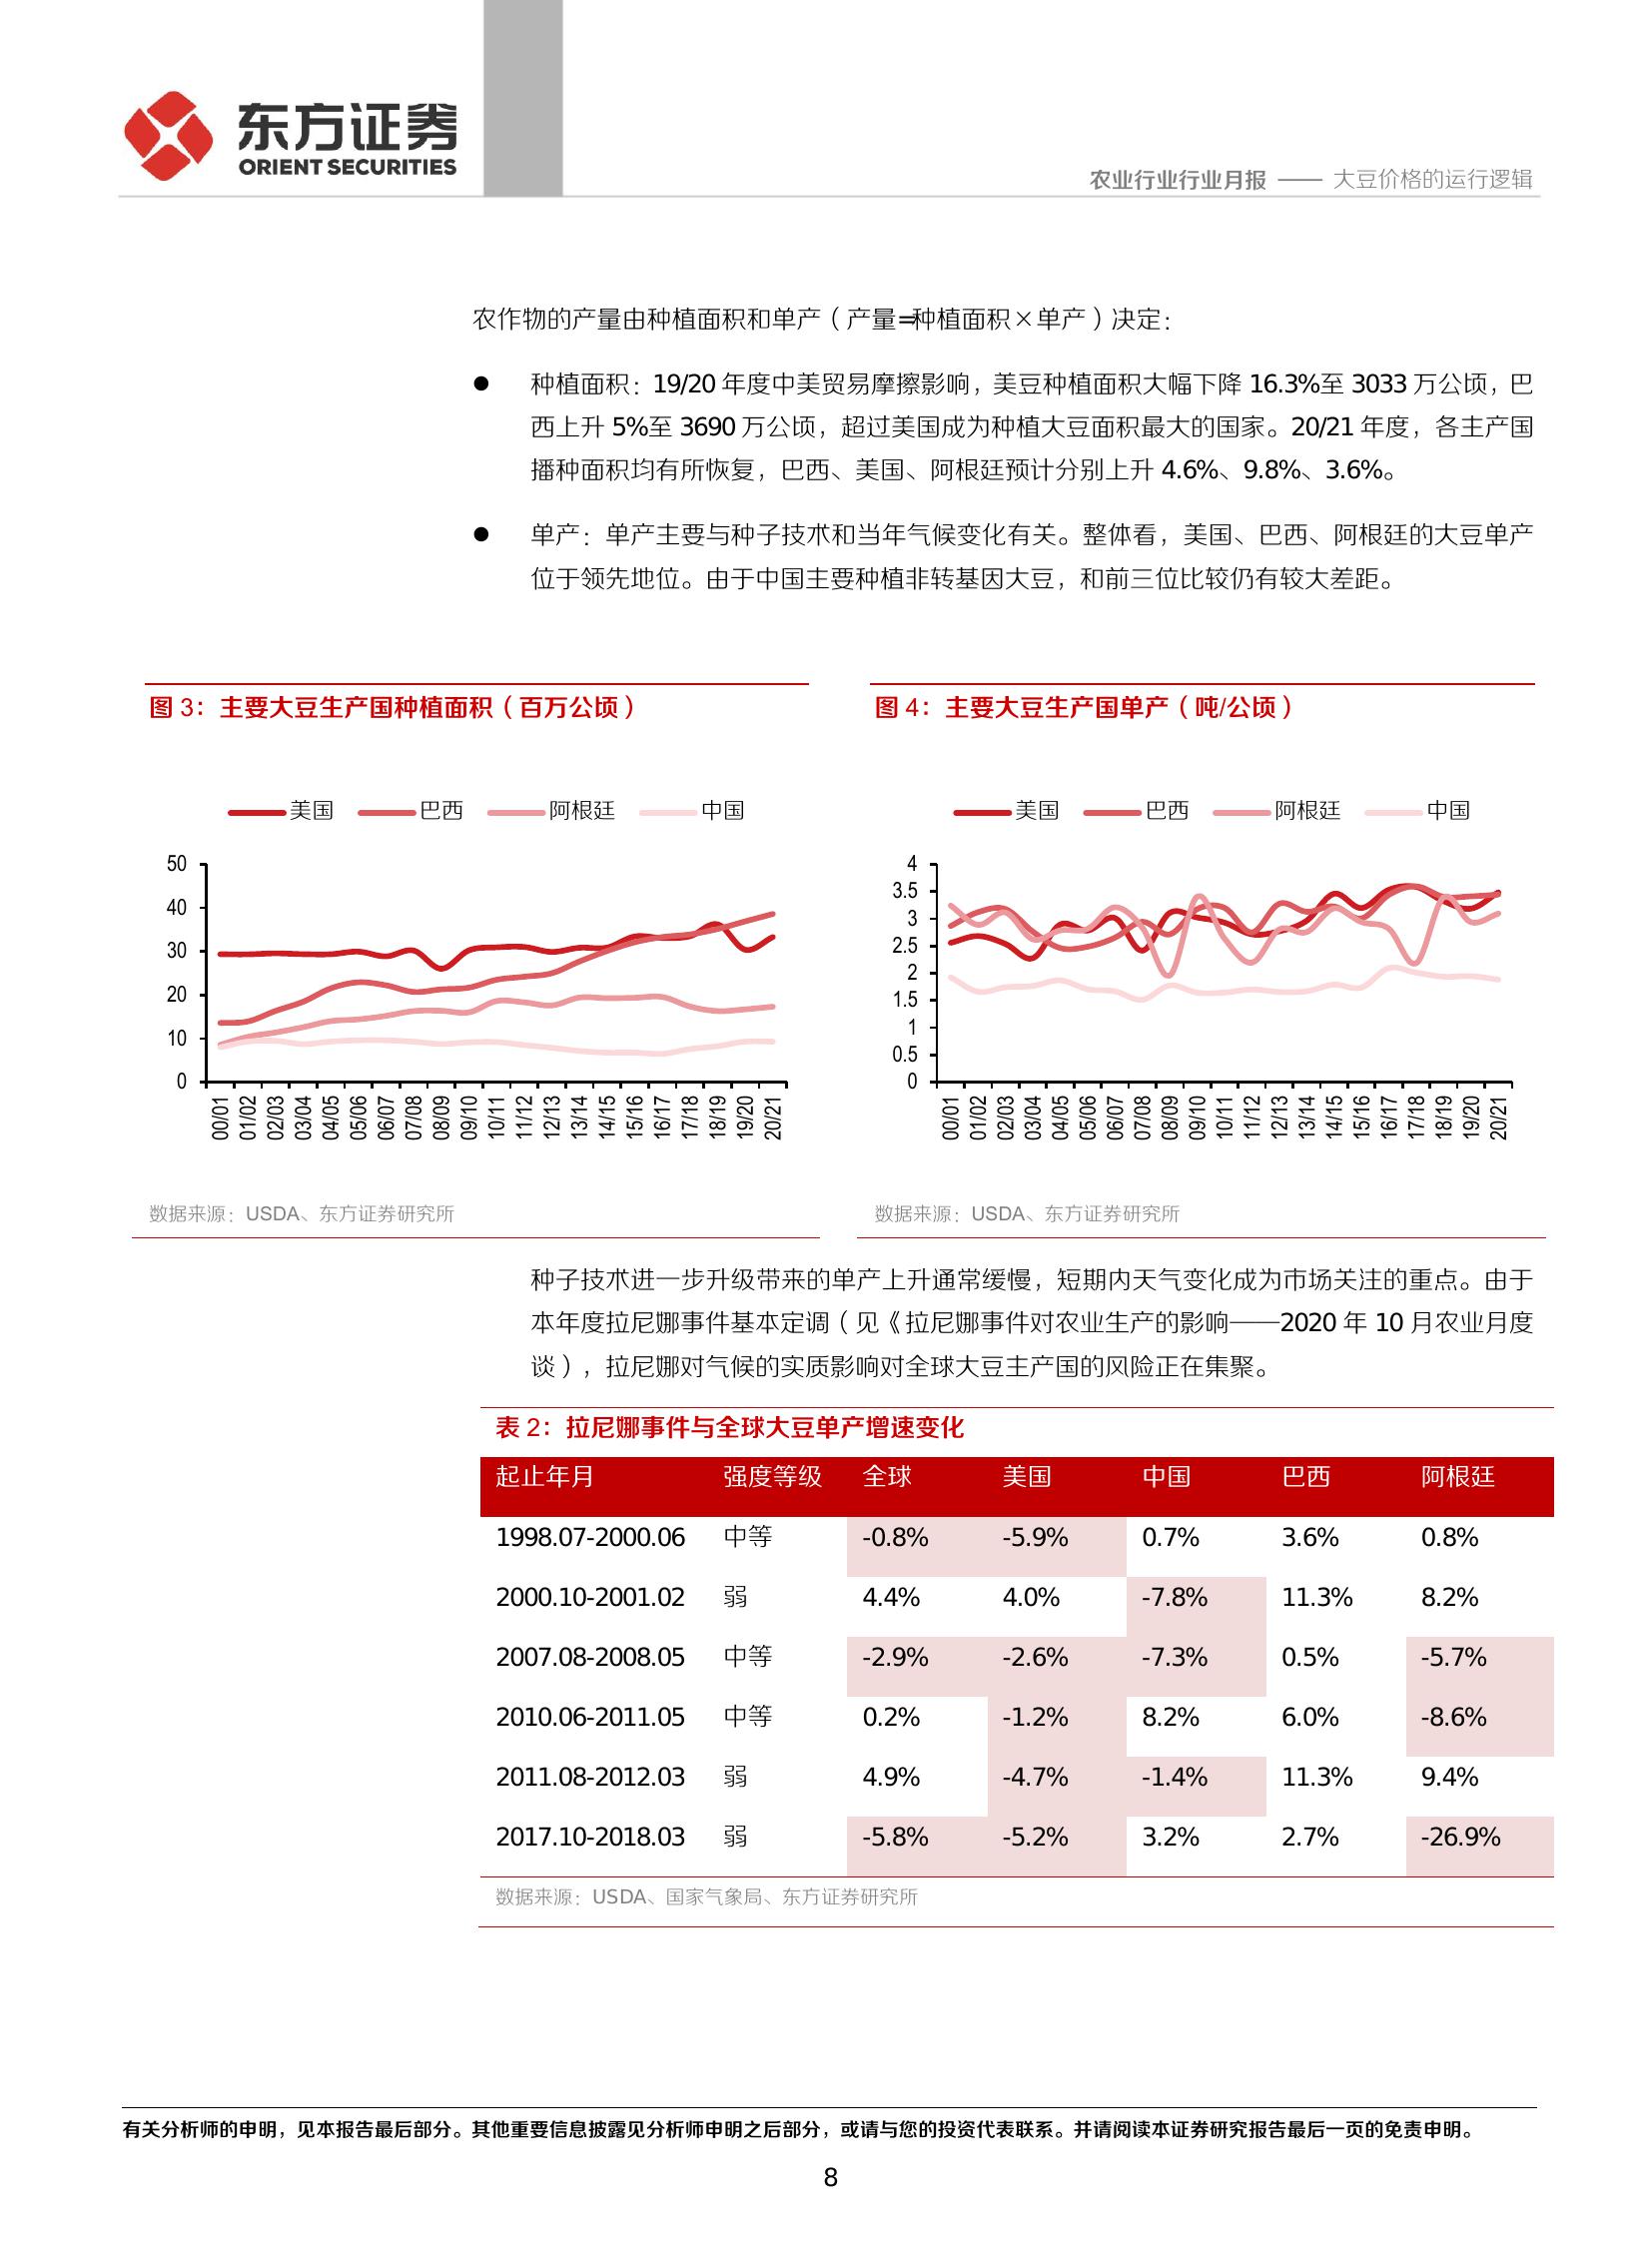 东方证券
ORIENT SECURITIES
农业行业行业月报 —— 大豆价格的运行逻辑
农作物的产量由种植面积和单产（产量=种植面积×单产）决定：
● 种植面积：19/20 年度中美贸易摩擦影响，美豆种植面积大幅下降 16.3%至 3033 万公顷，巴
西上升 5%至 3690 万公顷，超过美国成为种植大豆面积最大的国家。20/21 年度，各主产国
播种面积均有所恢复，巴西、美国、阿根廷预计分别上升 4.6%、9.8%、3.6%。
● 单产：单产主要与种子技术和当年气候变化有关。整体看，美国、巴西、阿根廷的大豆单产
位于领先地位。由于中国主要种植非转基因大豆，和前三位比较仍有较大差距。
图 3：主要大豆生产国种植面积（百万公顷）
美国 巴西 阿根廷 中国
50
40
30
20
10
0
00/01 01/02 02/03 03/04 04/05 05/06 06/07 07/08 08/09 09/10 10/11 11/12 12/13 13/14 14/15 15/16 16/17 17/18 18/19 19/20 20/21
数据来源：USDA、东方证券研究所
图 4：主要大豆生产国单产（吨/公顷）
美国 巴西 阿根廷 中国
4
3.5
3
2.5
2
1.5
1
0.5
0
00/01 01/02 02/03 03/04 04/05 05/06 06/07 07/08 08/09 09/10 10/11 11/12 12/13 13/14 14/15 15/16 16/17 17/18 18/19 19/20 20/21
数据来源：USDA、东方证券研究所
种子技术进一步升级带来的单产上升通常缓慢，短期内天气变化成为市场关注的重点。由于
本年度拉尼娜事件基本定调（见《拉尼娜事件对农业生产的影响——2020 年 10 月农业月度
谈），拉尼娜对气候的实质影响对全球大豆主产国的风险正在集聚。
表 2：拉尼娜事件与全球大豆单产增速变化
起止年月 强度等级 全球 美国 中国 巴西 阿根廷
1998.07-2000.06 中等 -0.8% -5.9% 0.7% 3.6% 0.8%
2000.10-2001.02 弱 4.4% 4.0% -7.8% 11.3% 8.2%
2007.08-2008.05 中等 -2.9% -2.6% -7.3% 0.5% -5.7%
2010.06-2011.05 中等 0.2% -1.2% 8.2% 6.0% -8.6%
2011.08-2012.03 弱 4.9% -4.7% -1.4% 11.3% 9.4%
2017.10-2018.03 弱 -5.8% -5.2% 3.2% 2.7% -26.9%
数据来源：USDA、国家气象局、东方证券研究所
有关分析师的申明，见本报告最后部分。其他重要信息披露见分析师申明之后部分，或请与您的投资代表联系。并请阅读本证券研究报告最后一页的免责申明。
8